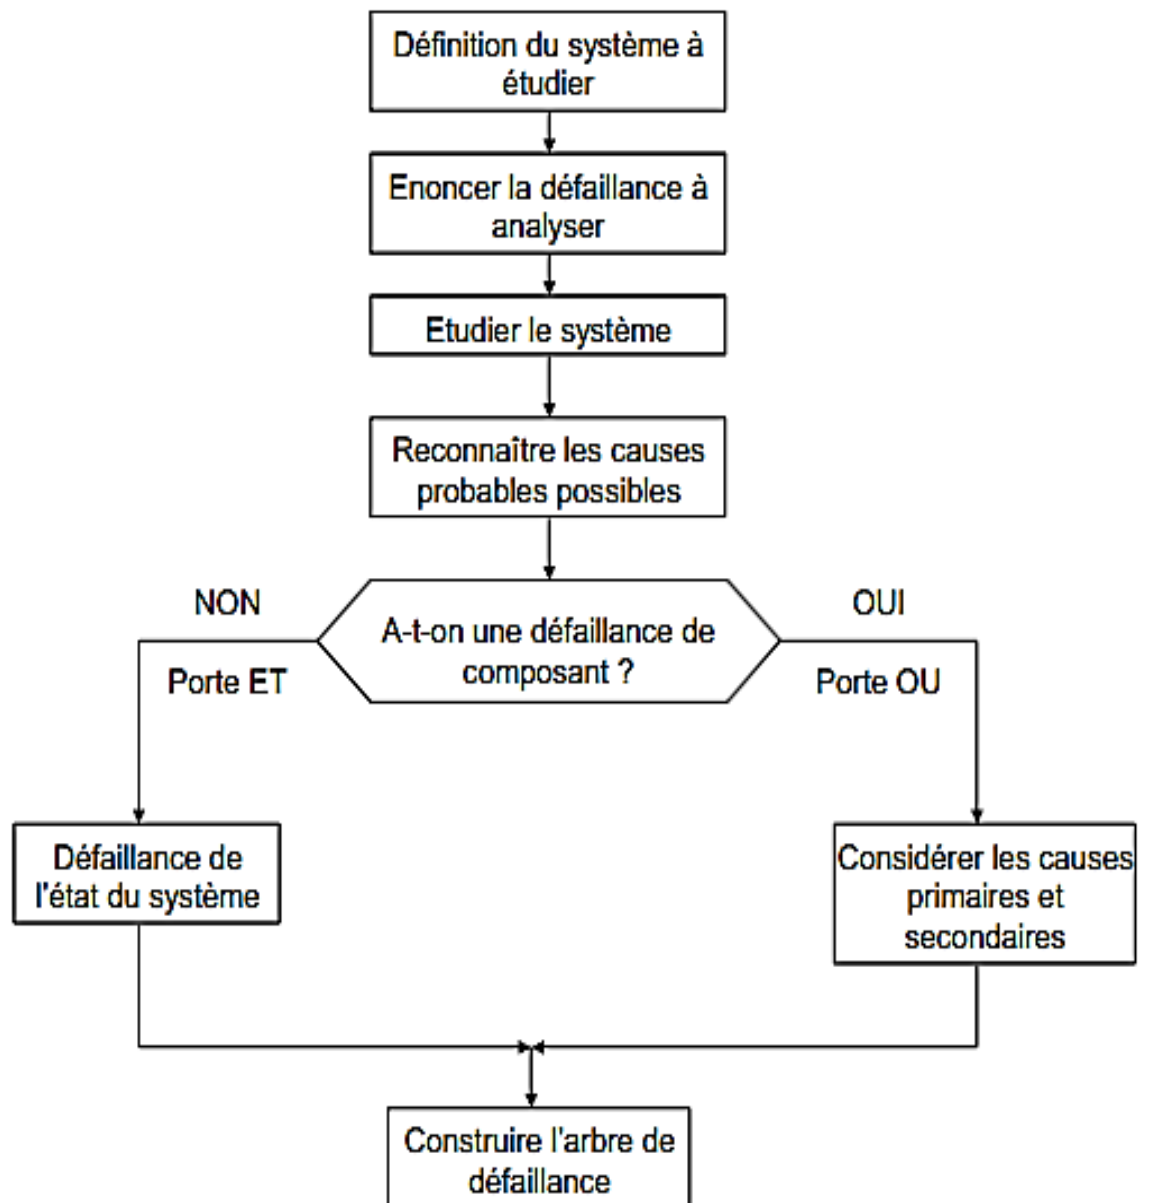 Définition du système à
étudier
Enoncer la défaillance à
analyser
Etudier le système
Reconnaître les causes
probables possibles
NON
OUI
A-t-on une défaillance de
composant ?
Porte ET
Porte OU
Défaillance de
l'état du système
Considérer les causes
primaires et
secondaires
Construire l'arbre de
défaillance